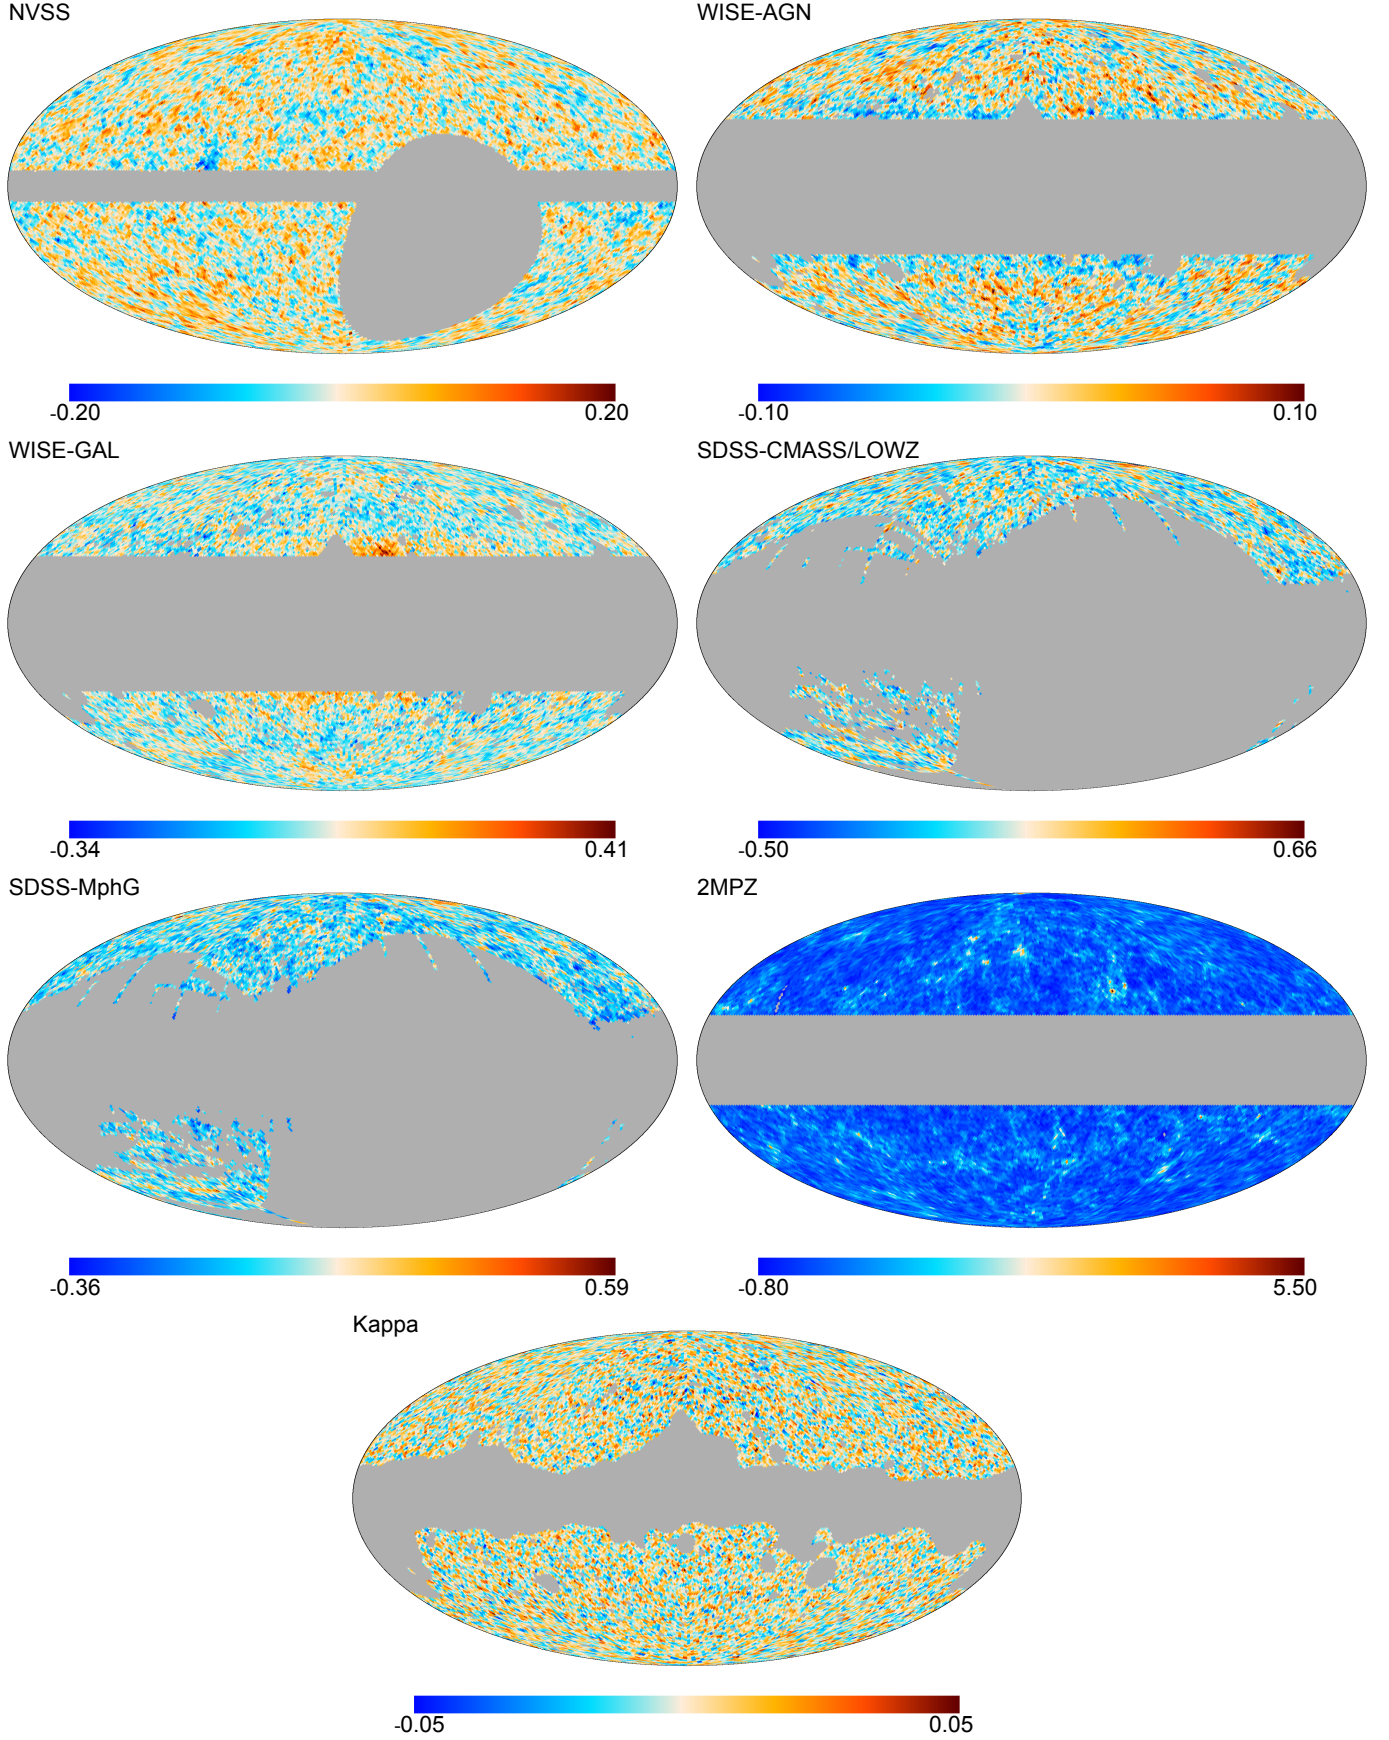 NVSS
-0.20 0.20
WISE-AGN
-0.10 0.10
WISE-GAL
-0.34 0.41
SDSS-CMASS/LOWZ
-0.50 0.66
SDSS-MphG
-0.36 0.59
2MPZ
-0.80 5.50
Kappa
-0.05 0.05